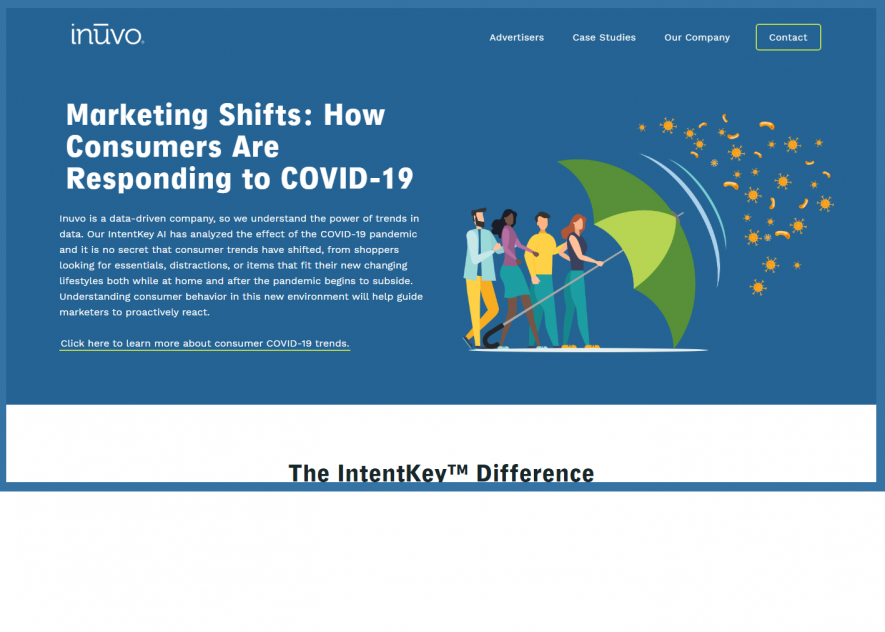 inūvo
Advertisers
Case Studies
Our Company
Contact
Marketing Shifts: How
Consumers Are
Responding to COVID-19
Inuvo is a data-driven company, so we understand the power of trends in
data. Our IntentKey AI has analyzed the effect of the COVID-19 pandemic
and it is no secret that consumer trends have shifted, from shoppers
looking for essentials, distractions, or items that fit their new changing
lifestyles both while at home and after the pandemic begins to subside.
Understanding consumer behavior in this new environment will help guide
marketers to proactively react.
Click here to learn more about consumer COVID-19 trends.
The IntentKey™ Difference